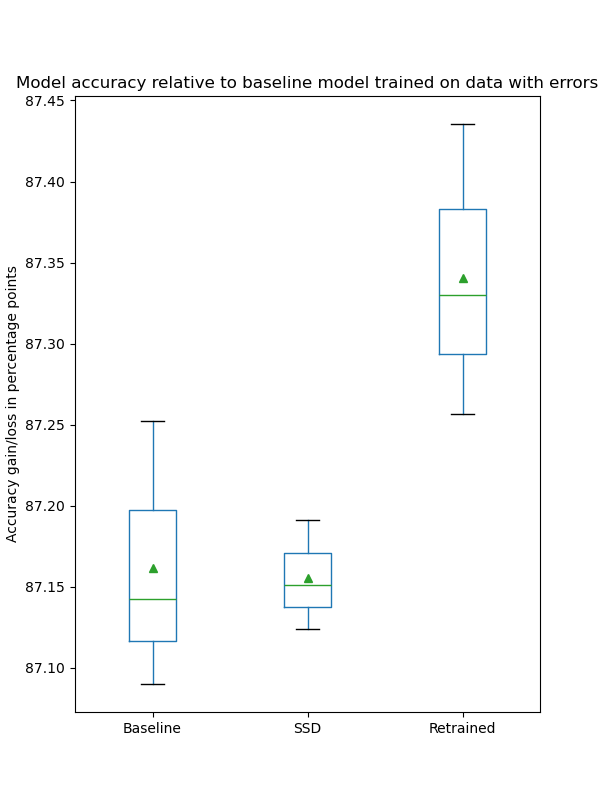 Model accuracy relative to baseline model trained on data with errors
Accuracy gain/loss in percentage points
87.45
87.40
87.35
87.30
87.25
87.20
87.15
87.10
Baseline SSD Retrained